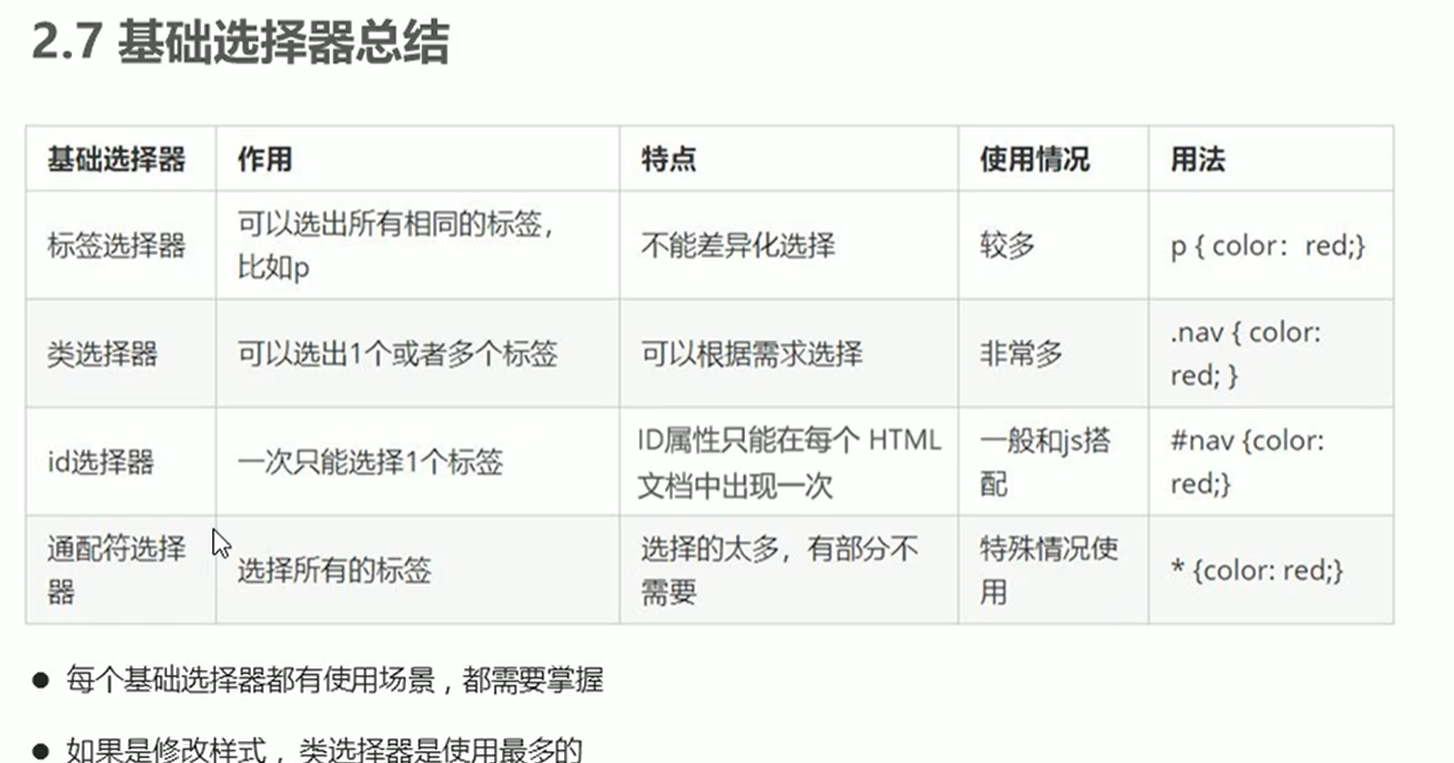 2.7 基础选择器总结
基础选择器 作用 特点 使用情况 用法
标签选择器 可以选出所有相同的标签，
比如p 不能差异化选择 较多 p { color：red;}
类选择器 可以选出1个或者多个标签 可以根据需求选择 非常多 .nav { color:
red; }
id选择器 一次只能选择1个标签 ID属性只能在每个 HTML
文档中出现一次 一般和js搭
配 #nav {color:
red;}
通配符选择
器 选择所有的标签 选择的太多，有部分不
需要 特殊情况使
用 * {color: red;}
● 每个基础选择器都有使用场景，都需要掌握
● 如果是修改样式， 类选择器是使用最多的